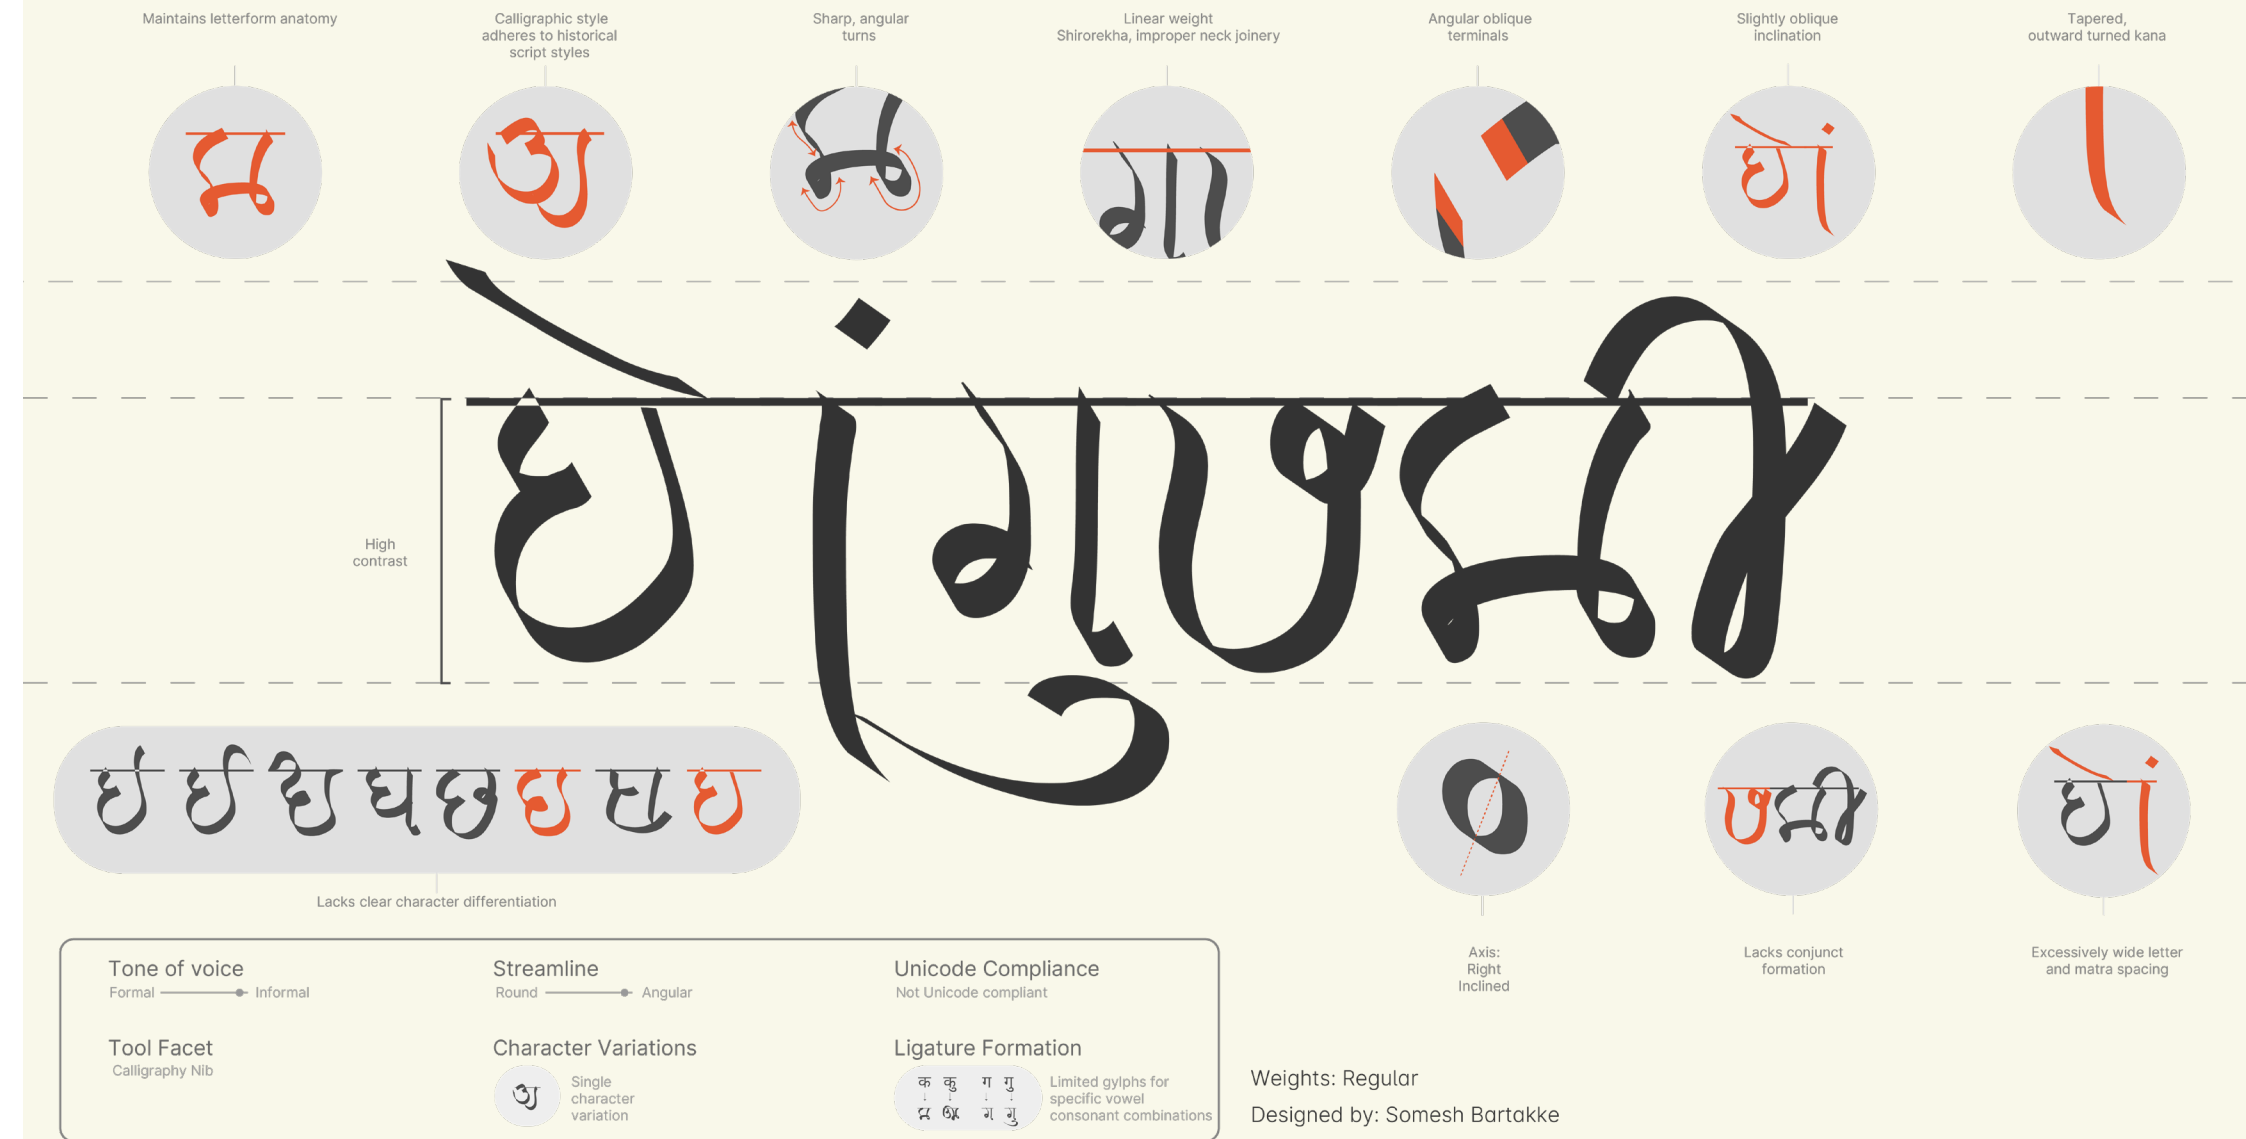 Maintains letterform anatomy
Calligraphic style
adheres to historical
script styles
Sharp, angular
turns
Linear weight
Shirorekha, improper neck joinery
Angular oblique
terminals
Slightly oblique
inclination
Tapered,
outward turned kana
High
contrast
Lacks clear character differentiation
Axis:
Right
Inclined
Lacks conjunct
formation
Excessively wide letter
and matra spacing
Tone of voice
Formal Informal
Streamline
Round Angular
Unicode Compliance
Not Unicode compliant
Tool Facet
Calligraphy Nib
Character Variations
Single
character
variation
Ligature Formation
क कु ग गु
Limited gylphs for
specific vowel
consonant combinations
Weights: Regular
Designed by: Somesh Bartakke